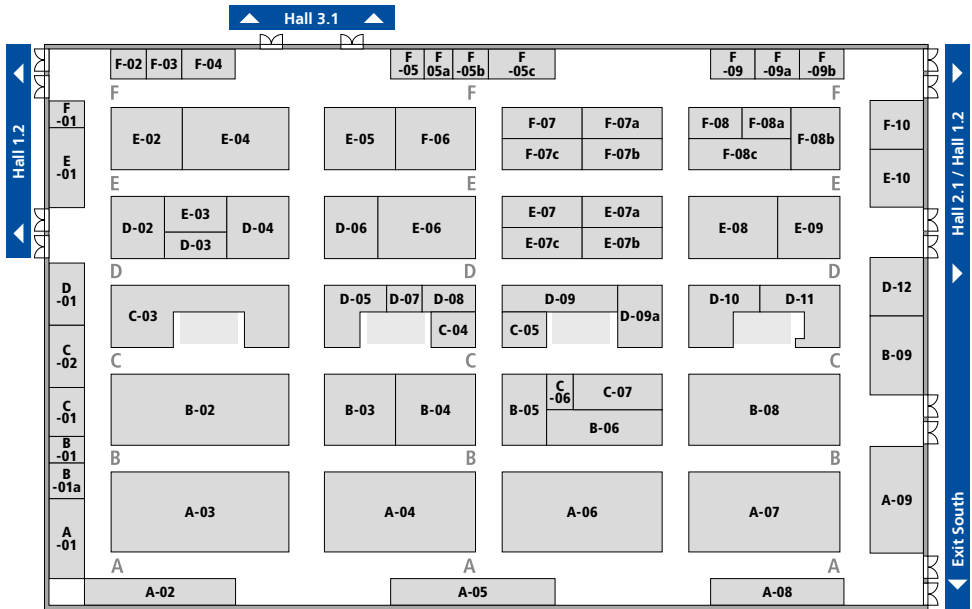 Hall 3.1
Hall 1.2
Hall 2.1 / Hall 1.2
Exit South
F-02 F-03 F-04
F
-05
F
05a
F
-05b
F
-05c
F
-09
F
-09a
F
-09b
F F F
F
-01
E
-01
E-02 E-04
E-05 F-06
F-07 F-07a
F-07c F-07b
F-08 F-08a
F-08b
F-08c
F-10
E-10
E E E
D-02
E-03
D-03
D-04
D-06 E-06
E-07 E-07a
E-07c E-07b
E-08 E-09
D D D
D
-01
C
-02
C-03
D-05 D-07 D-08
C-04
D-09
D-09a
C-05
D-10 D-11
D-12
B-09
C C C
C
-01
B
-01
B
-01a
B-02
B-03 B-04
B-05
C
-06
C-07
B-06
B-08
B B B
A
-01
A-03 A-04 A-06 A-07
A-09
A A A
A-02 A-05 A-08